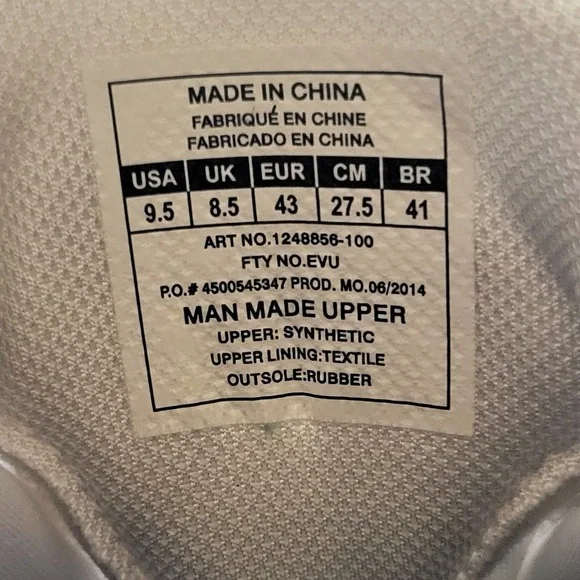 MADE IN CHINA
FABRIQUÉ EN CHINE
FABRICADO EN CHINA
USA UK EUR CM BR
9.5 8.5 43 27.5 41
ART NO.1248856-100
FTY NO.EVU
P.O.# 4500545347 PROD. MO.06/2014
MAN MADE UPPER
UPPER: SYNTHETIC
UPPER LINING:TEXTILE
OUTSOLE:RUBBER